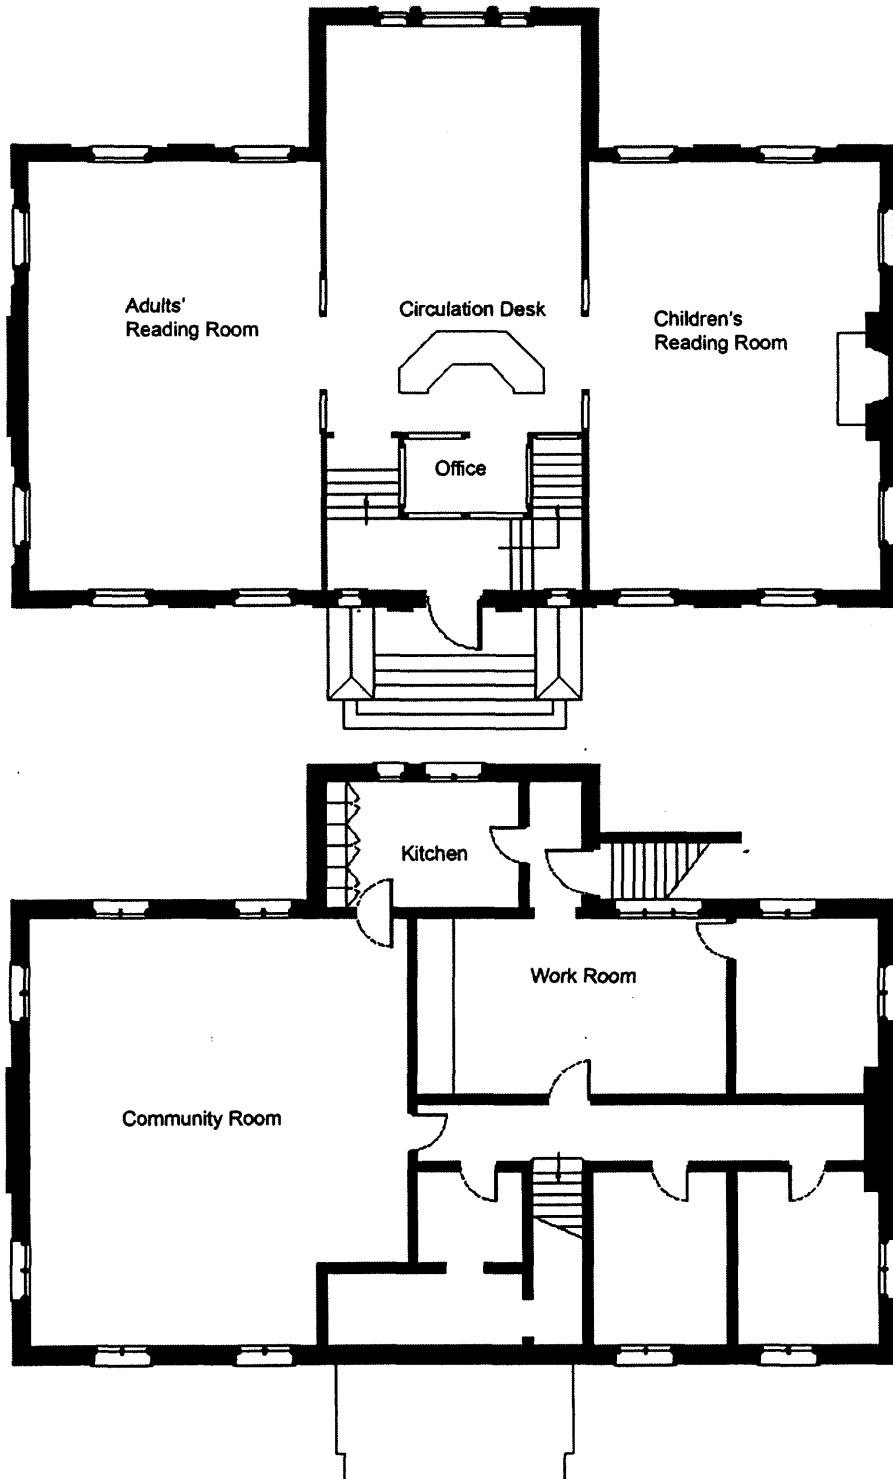 Adults'
Reading Room
Circulation Desk
Children's
Reading Room
Office
Kitchen
Work Room
Community Room